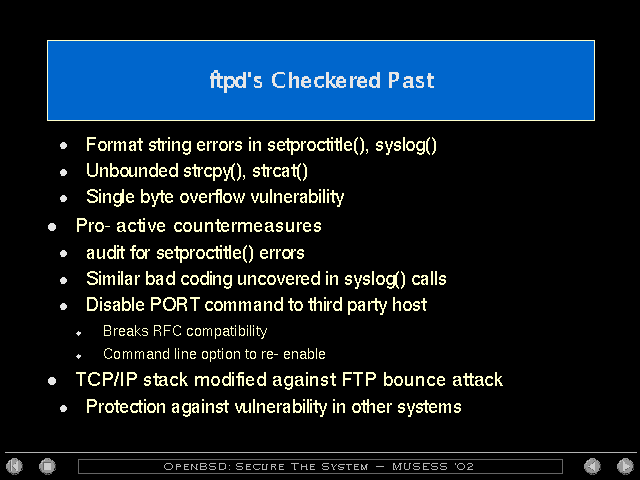 ftpd's Checkered Past
Format string errors in setproctitle(), syslog()
Unbounded strcpy(), strcat()
Single byte overflow vulnerability
Pro- active countermeasures
audit for setproctitle() errors
Similar bad coding uncovered in syslog() calls
Disable PORT command to third party host
Breaks RFC compatibility
Command line option to re- enable
TCP/IP stack modified against FTP bounce attack
Protection against vulnerability in other systems
OpenBSD: Secure The System – MUSESS '02